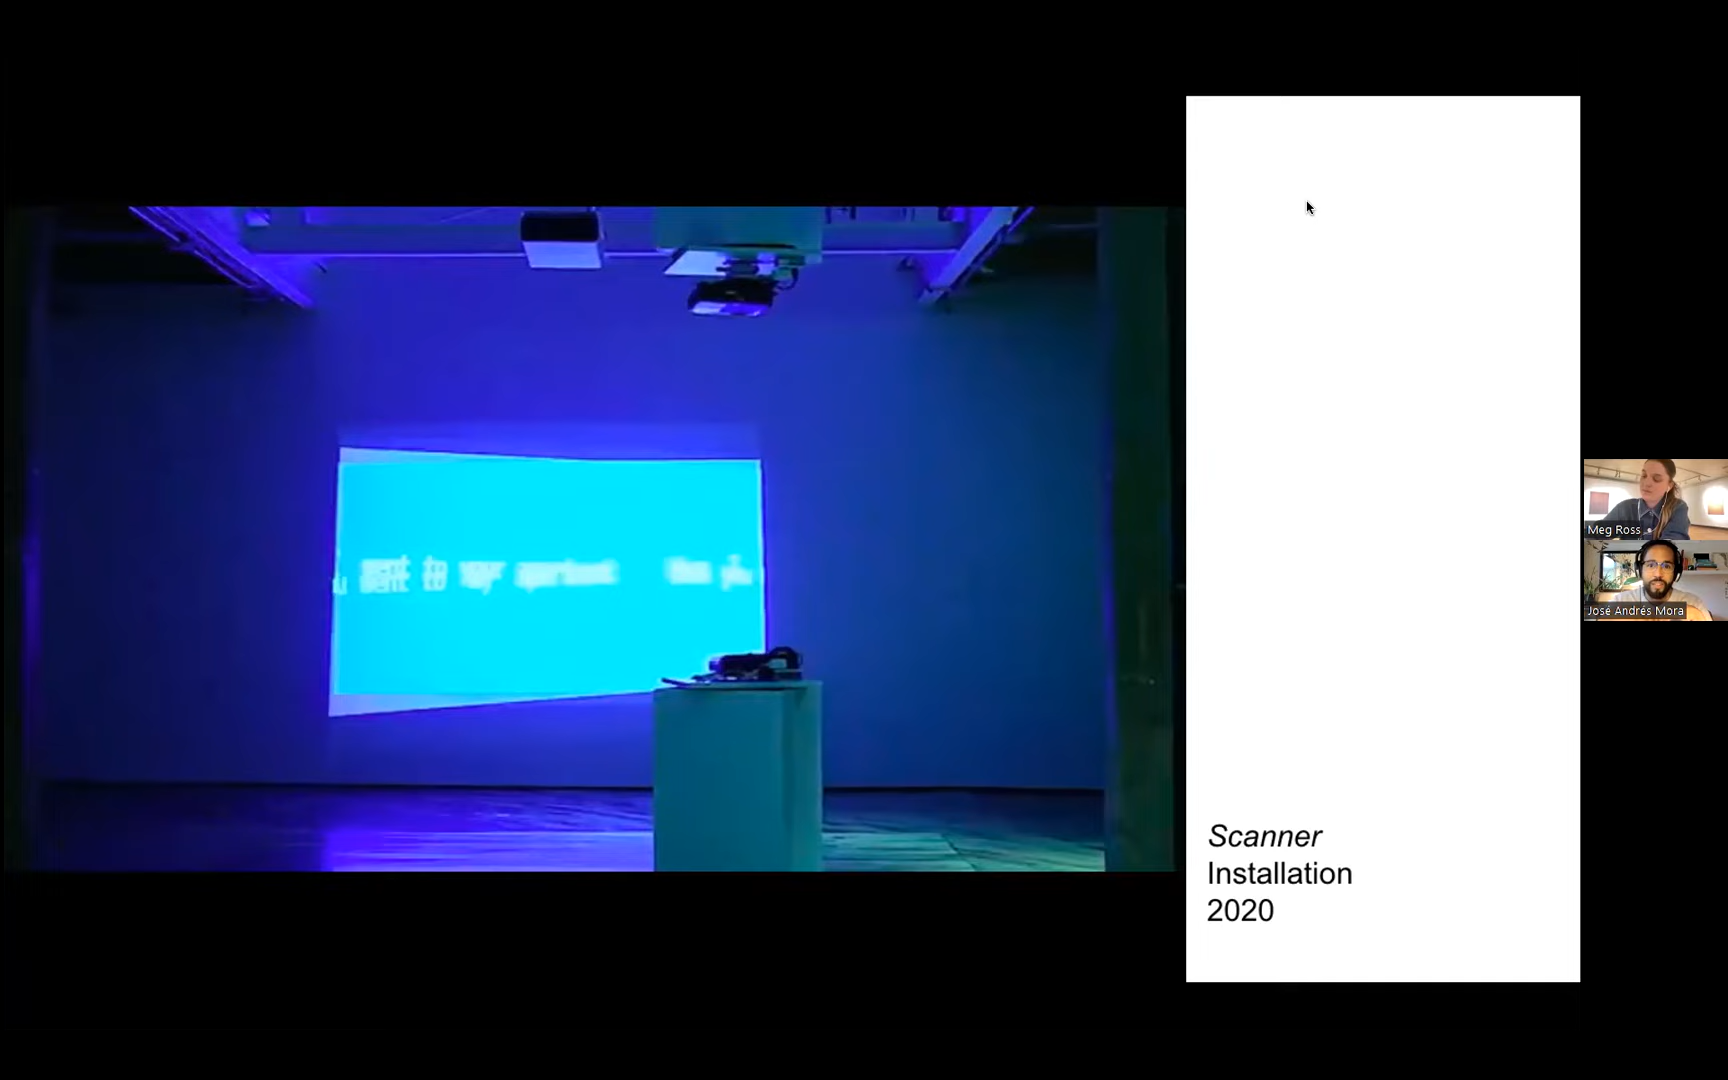 went to your apartment
Scanner
Installation
2020
Meg Ross
José Andrés Mora